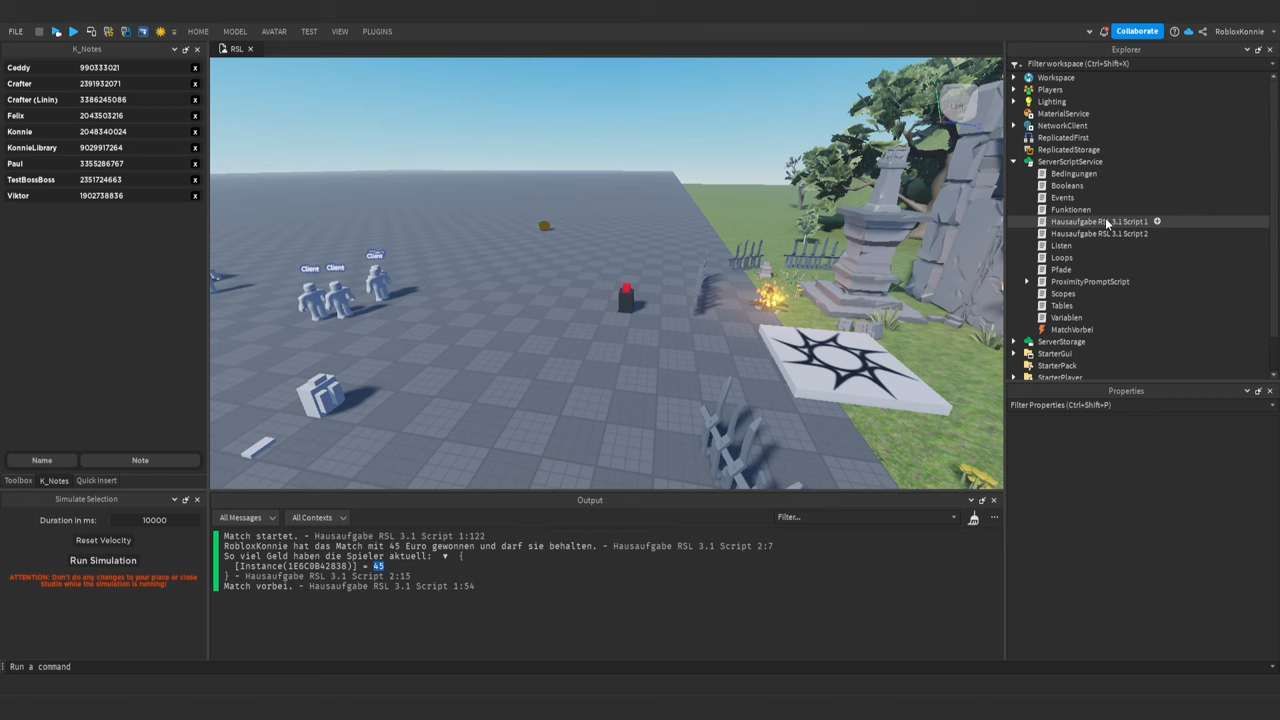 FILE HOME MODEL AVATAR TEST VIEW PLUGINS Collaborate RobloxKonnie
K_Notes
Ceddy 990333021 x
Crafter 2391932071 x
Crafter (Linin) 3386245086 x
Felix 2043503216 x
Konnie 2048340024 x
KonnieLibrary 9029917264 x
Paul 3355286767 x
TestBossBoss 2351724663 x
Viktor 1902738836 x
Name Note
Toolbox K_Notes Quick Insert
Simulate Selection
Duration in ms: 10000
Reset Velocity
Run Simulation
ATTENTION: Don't do any changes to your place or close
Studio while the simulation is running!
RSL
Client Client Client
Left
Output
All Messages All Contexts Filter...
Match startet. - Hausaufgabe RSL 3.1 Script 1:122
RobloxKonnie hat das Match mit 45 Euro gewonnen und darf sie behalten. - Hausaufgabe RSL 3.1 Script 2:7
So viel Geld haben die Spieler aktuell: ▼ {
[Instance(1E6C0B42838)] = 45
} - Hausaufgabe RSL 3.1 Script 2:15
Match vorbei. - Hausaufgabe RSL 3.1 Script 1:54
Explorer
Filter workspace (Ctrl+Shift+X)
Workspace
Players
Lighting
MaterialService
NetworkClient
ReplicatedFirst
ReplicatedStorage
ServerScriptService
Bedingungen
Booleans
Events
Funktionen
Hausaufgabe RSL 3.1 Script 1
Hausaufgabe RSL 3.1 Script 2
Listen
Loops
Pfade
ProximityPromptScript
Scopes
Tables
Variablen
MatchVorbei
ServerStorage
StarterGui
StarterPack
StarterPlayer
Properties
Filter Properties (Ctrl+Shift+P)
Run a command